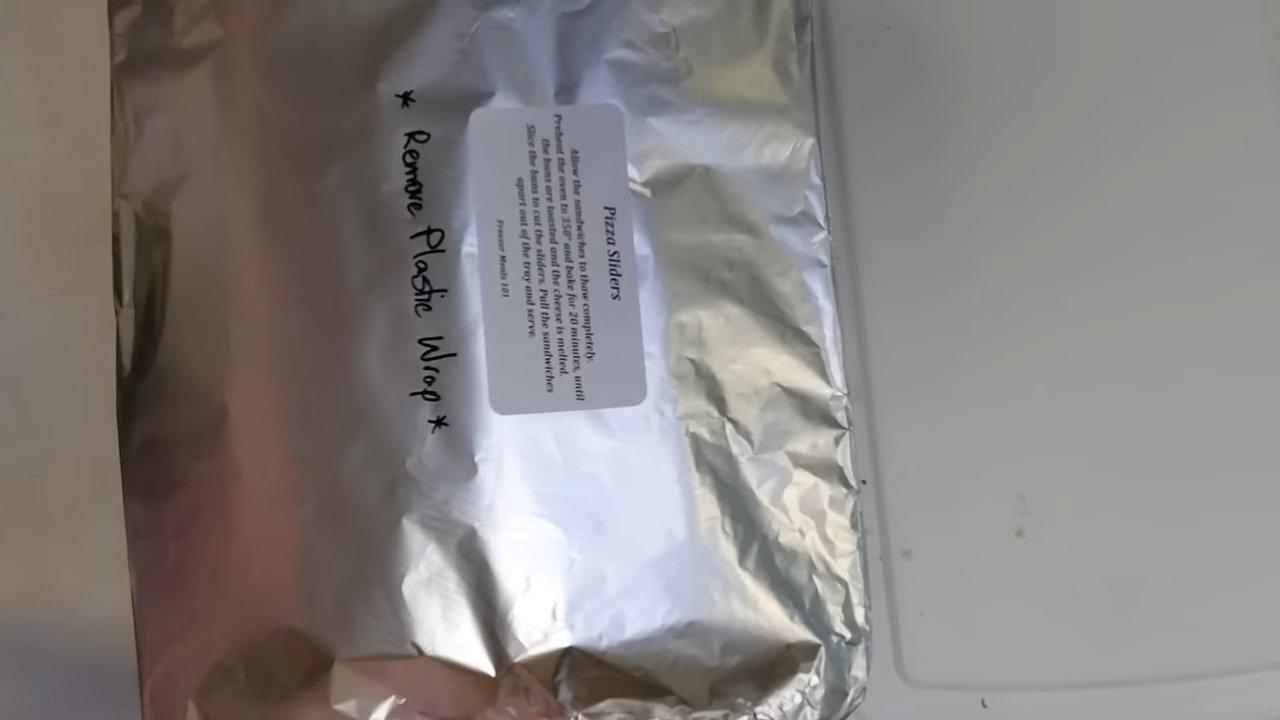 Pizza Sliders
Allow the sandwiches to thaw completely.
Preheat the oven to 350° and bake for 20 minutes, until
the buns are toasted and the cheese is melted.
Slice the buns to cut the sliders. Pull the sandwiches
apart out of the tray and serve.
Freezer Meals 101
* Remove Plastic Wrap *